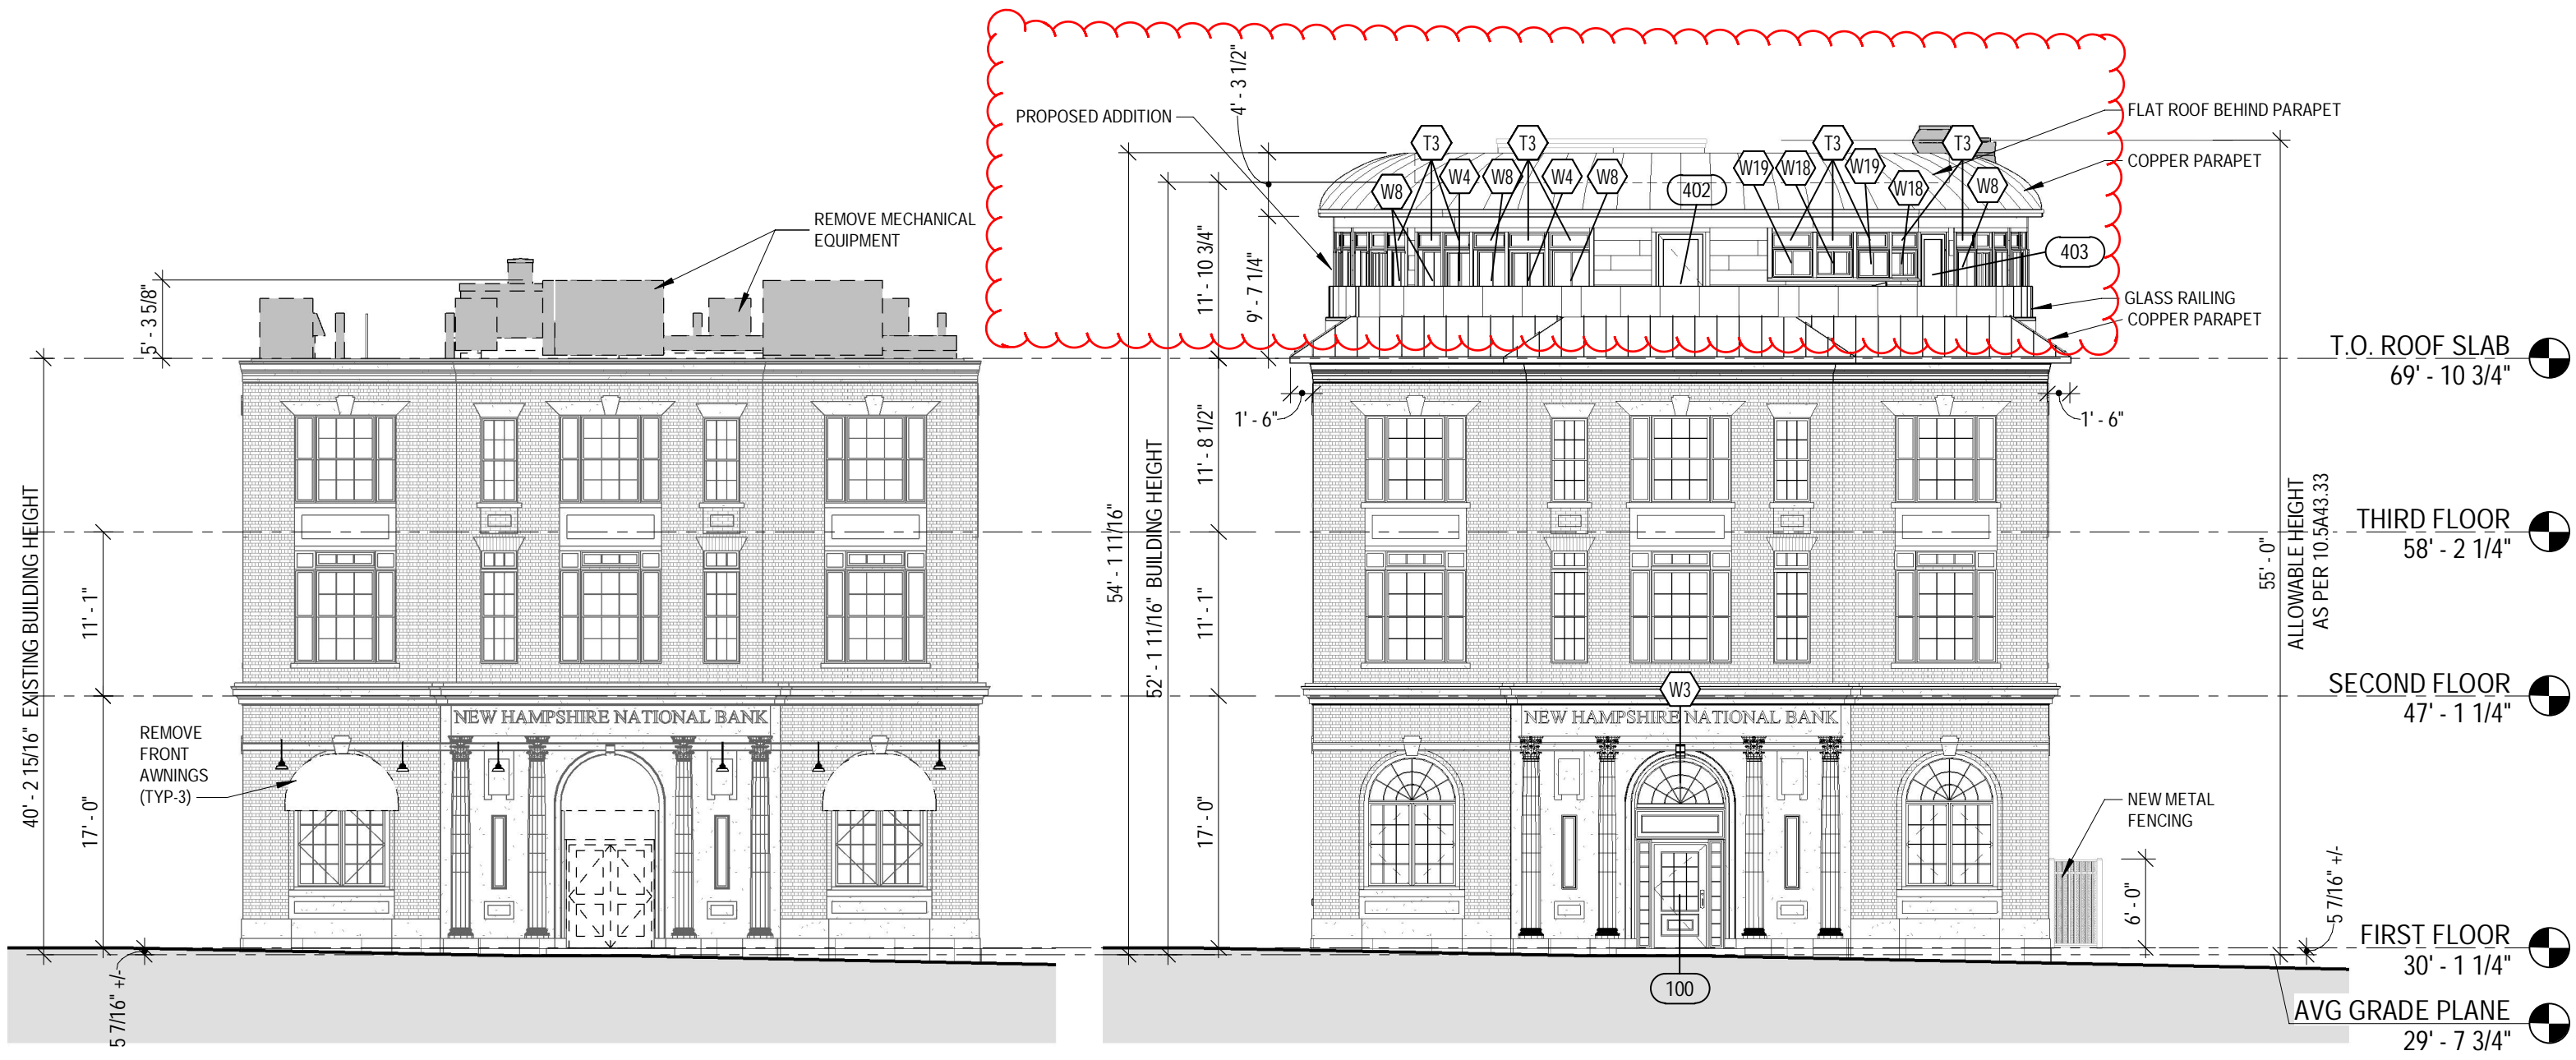 4' - 3 1/2"
PROPOSED ADDITION
FLAT ROOF BEHIND PARAPET
T3
T3
T3
T3
COPPER PARAPET
W8
W4
W8
W4
W8
402
W19
W18
W19
W18
W8
REMOVE MECHANICAL
EQUIPMENT
403
11' - 10 3/4"
9' - 7 1/4"
5' - 3 5/8"
GLASS RAILING
COPPER PARAPET
T.O. ROOF SLAB
69' - 10 3/4"
1' - 6"
1' - 6"
11' - 8 1/2"
40' - 2 15/16" EXISTING BUILDING HEIGHT
54' - 1 11/16"
52' - 1 11/16" BUILDING HEIGHT
55' - 0"
ALLOWABLE HEIGHT
AS PER 10.5A43.33
THIRD FLOOR
58' - 2 1/4"
11' - 1"
11' - 1"
SECOND FLOOR
47' - 1 1/4"
W3
NEW HAMPSHIRE NATIONAL BANK
NEW HAMPSHIRE NATIONAL BANK
REMOVE
FRONT
AWNINGS
(TYP-3)
17' - 0"
17' - 0"
NEW METAL
FENCING
6' - 0"
5 7/16" +/-
5 7/16" +/-
FIRST FLOOR
30' - 1 1/4"
100
AVG GRADE PLANE
29' - 7 3/4"